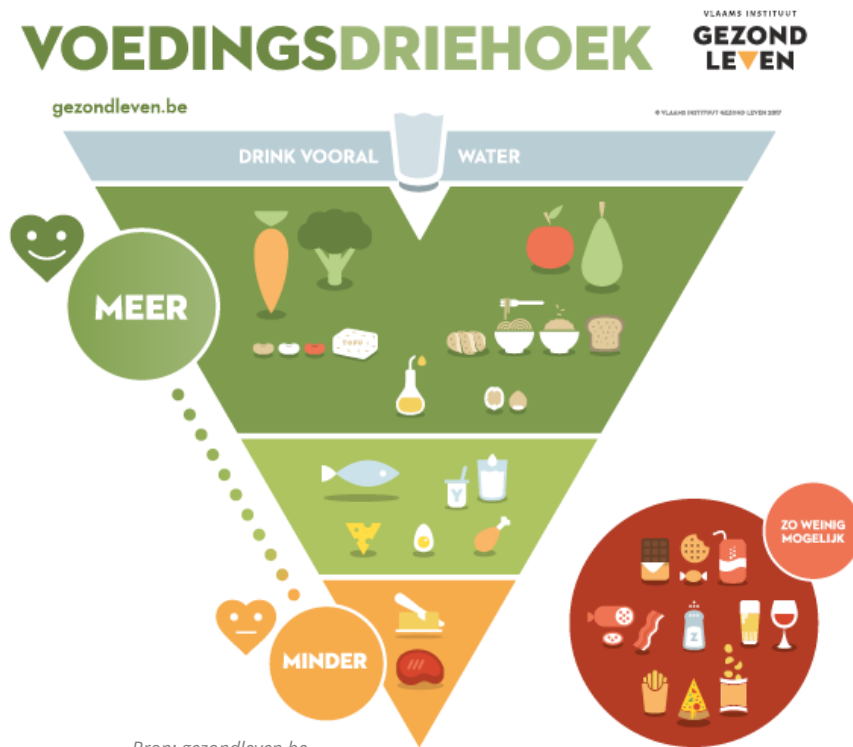 VLAAMS INSTITUUT
GEZOND
LEVEN
VOEDINGSDRIEHOEK
gezondleven.be
© VLAAMS INSTITUUT GEZOND LEVEN 2017
DRINK VOORAL WATER
MEER
TOFU
Y
ZO WEINIG
MOGELIJK
Z
MINDER
Bron: gezondleven.be